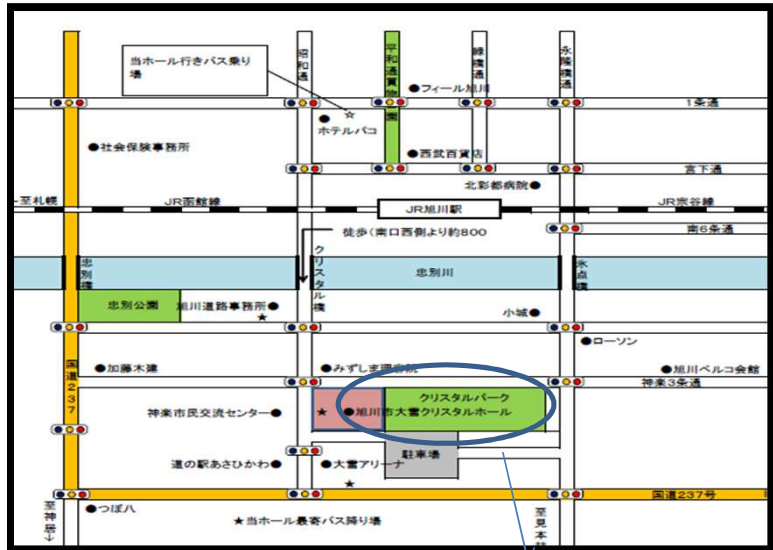 当ホール行きバス乗り場
昭和通
平和通買物公園
緑橋通
永隆橋通
●フィール旭川
1条通
☆
●
ホテルパコ
●社会保険事務所
●西武百貨店
宮下通
北彩都病院●
至札幌
JR函館線
JR旭川駅
JR宗谷線
徒歩(南口西側より約800
南6条通
忠別橋
クリスタル橋
忠別川
氷点橋
忠別公園
旭川道路事務所●
★
小城●
●ローソン
国道237
●加藤木建
●みずしま理容院
●旭川ベルコ会館
神楽3条通
クリスタルパーク
神楽市民交流センター●
★ ●旭川市大雪クリスタルホール
駐車場
道の駅あさひかわ●
●大雪アリーナ
★
国道237号
至神居↓
●つぼ八
★当ホール最寄バス降り場
至見本林